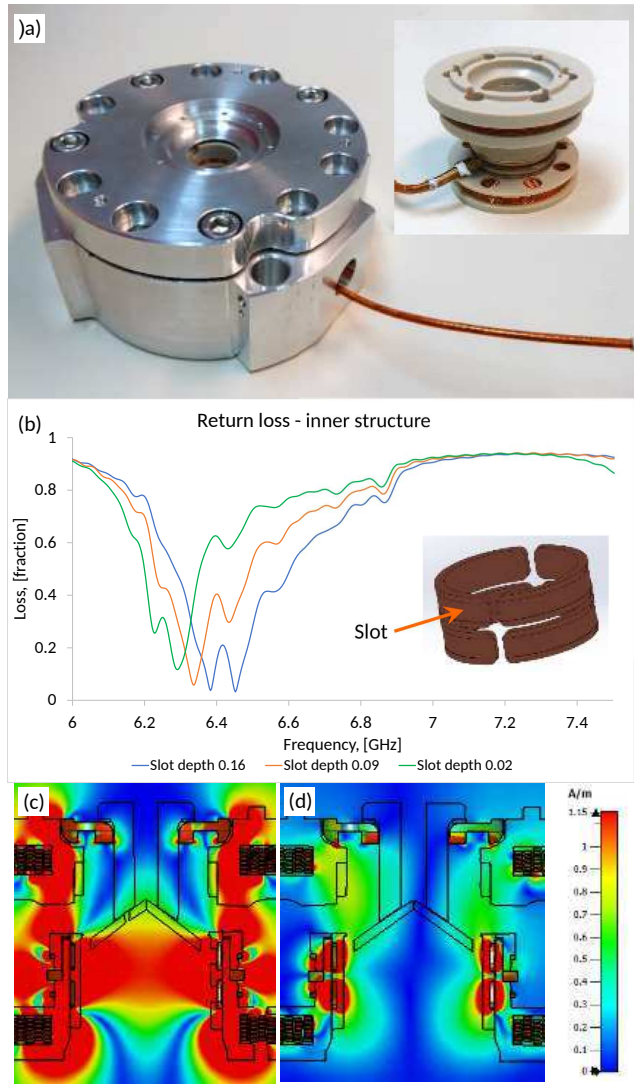 )a)
(b)
Return loss - inner structure
1
0.8
0.6
0.4
0.2
0
Loss, [fraction]
Slot
6
6.2
6.4
6.6
6.8
7
7.2
7.4
Frequency, [GHz]
Slot depth 0.16
Slot depth 0.09
Slot depth 0.02
(c)
(d)
A/m
1.15
1
0.9
0.8
0.7
0.6
0.5
0.4
0.3
0.2
0.1
0